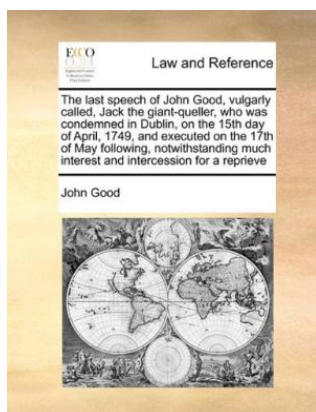 ECCO
Law and Reference
The last speech of John Good, vulgarly
called, Jack the giant-queller, who was
condemned in Dublin, on the 15th day
of April, 1749, and executed on the 17th
of May following, notwithstanding much
interest and intercession for a reprieve
John Good